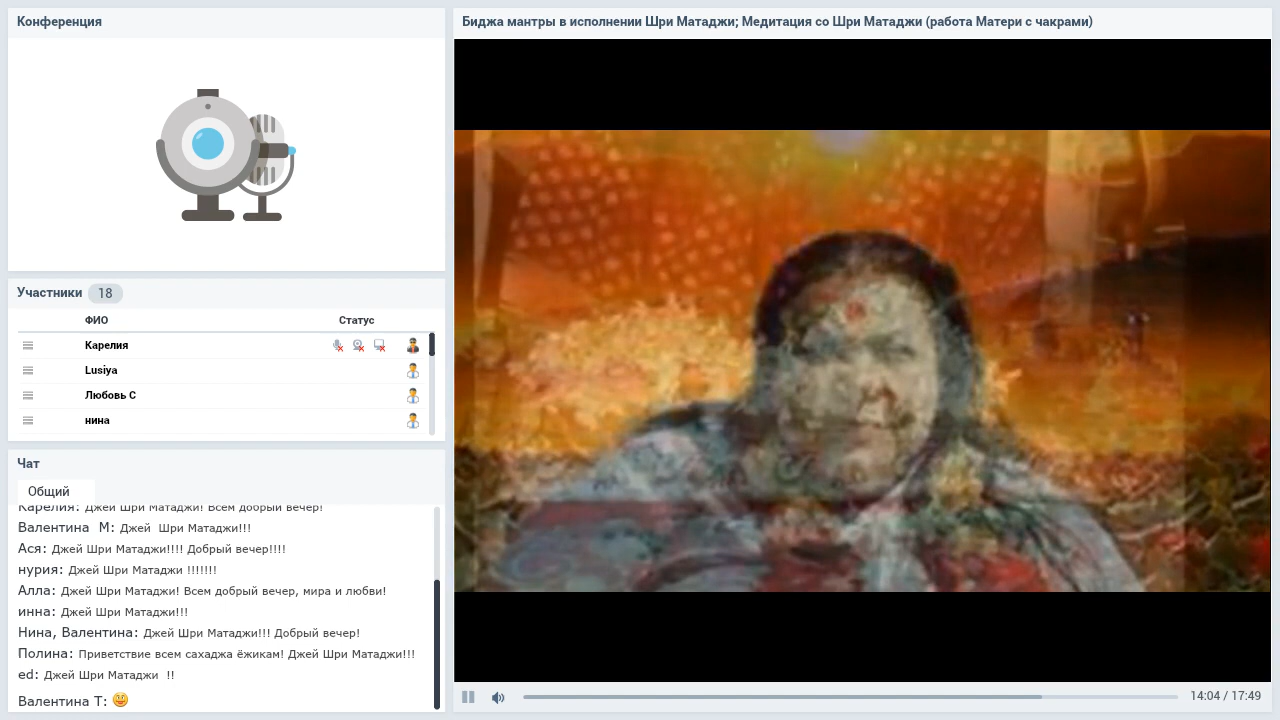 Конференция
Биджа мантры в исполнении Шри Матаджи; Медитация со Шри Матаджи (работа Матери с чакрами)
Участники 18
ФИО Статус
Карелия
Lusiya
Любовь С
нина
Чат
Общий
Карелия: Джей Шри Матаджи! Всем добрый вечер!
Валентина М: Джей Шри Матаджи!!!
Ася: Джей Шри Матаджи!!!! Добрый вечер!!!!
нурия: Джей Шри Матаджи !!!!!!!
Алла: Джей Шри Матаджи! Всем добрый вечер, мира и любви!
инна: Джей Шри Матаджи!!!
Нина, Валентина: Джей Шри Матаджи!!! Добрый вечер!
Полина: Приветствие всем сахаджа ёжикам! Джей Шри Матаджи!!!
ed: Джей Шри Матаджи !!
Валентина Т:
14:04 / 17:49